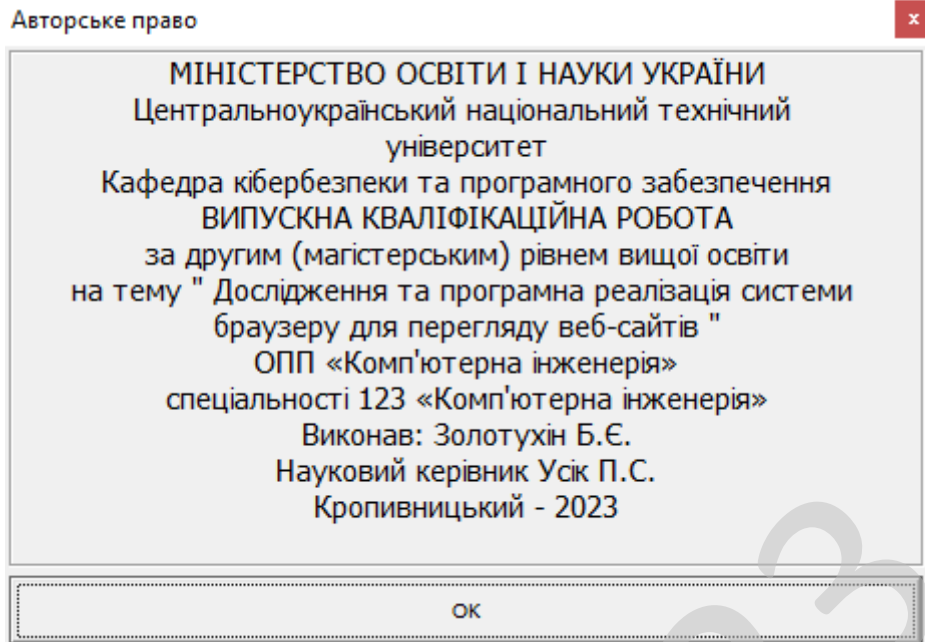 Авторське право
x
МІНІСТЕРСТВО ОСВІТИ І НАУКИ УКРАЇНИ
Центральноукраїнський національний технічний
університет
Кафедра кібербезпеки та програмного забезпечення
ВИПУСКНА КВАЛІФІКАЦІЙНА РОБОТА
за другим (магістерським) рівнем вищої освіти
на тему " Дослідження та програмна реалізація системи
браузеру для перегляду веб-сайтів "
ОПП «Комп'ютерна інженерія»
спеціальності 123 «Комп'ютерна інженерія»
Виконав: Золотухін Б.Є.
Науковий керівник Усік П.С.
Кропивницький - 2023
ОК